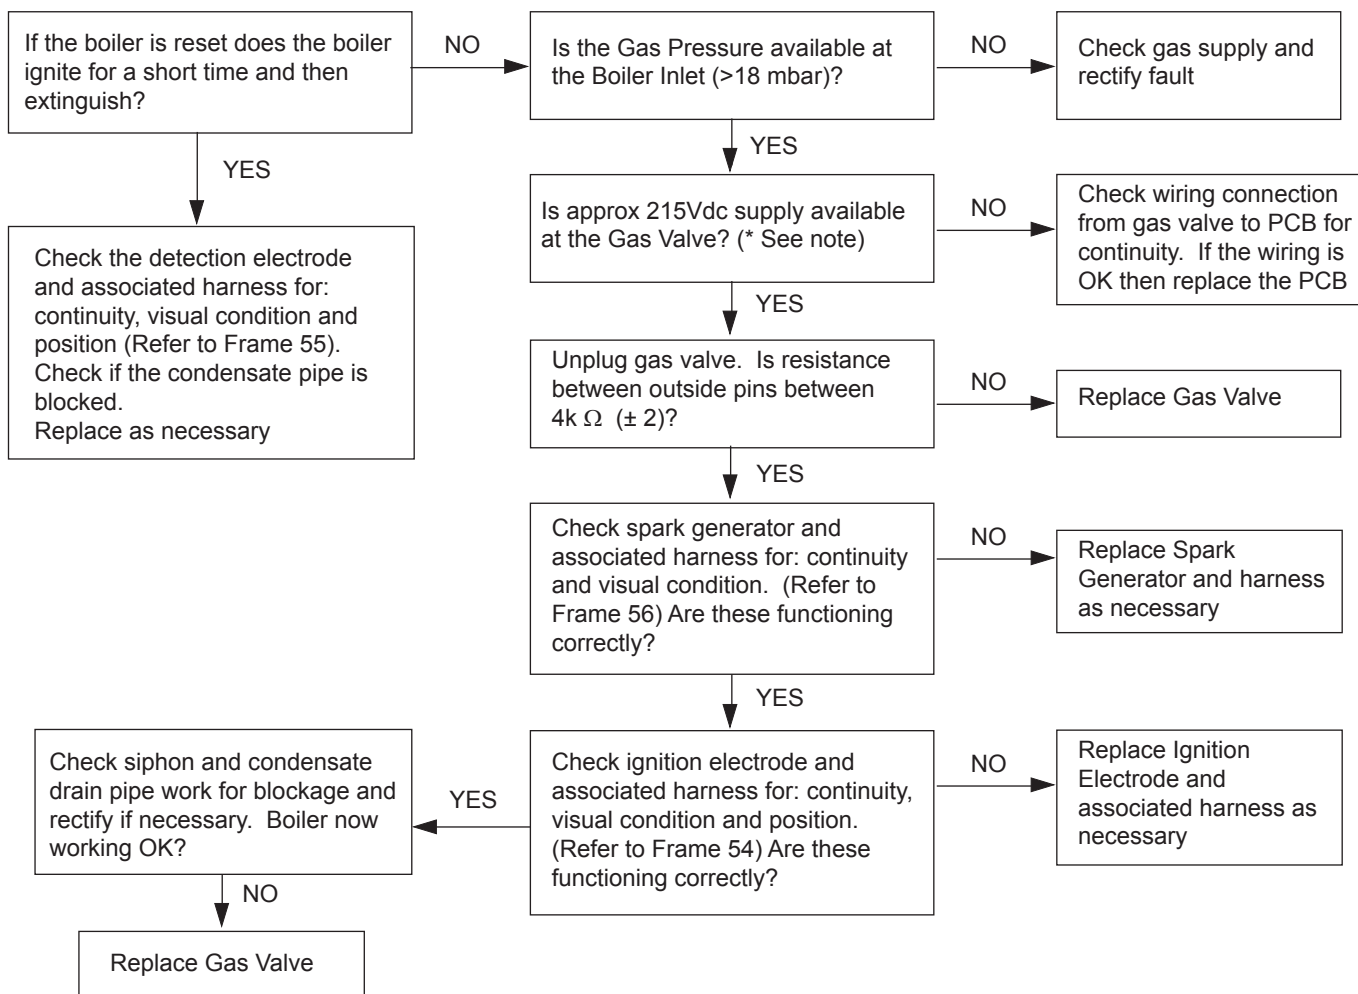 If the boiler is reset does the boiler
ignite for a short time and then
extinguish?
NO
Is the Gas Pressure available at
the Boiler Inlet (>18 mbar)?
NO
Check gas supply and
rectify fault
YES
YES
Check the detection electrode
and associated harness for:
continuity, visual condition and
position (Refer to Frame 55).
Check if the condensate pipe is
blocked.
Replace as necessary
Is approx 215Vdc supply available
at the Gas Valve? (* See note)
NO
Check wiring connection
from gas valve to PCB for
continuity.  If the wiring is
OK then replace the PCB
YES
Unplug gas valve.  Is resistance
between outside pins between
4k Ω  (± 2)?
NO
Replace Gas Valve
YES
Check spark generator and
associated harness for: continuity
and visual condition.  (Refer to
Frame 56) Are these functioning
correctly?
NO
Replace Spark
Generator and harness
as necessary
YES
Check ignition electrode and
associated harness for: continuity,
visual condition and position.
(Refer to Frame 54) Are these
functioning correctly?
NO
Replace Ignition
Electrode and
associated harness as
necessary
YES
Check siphon and condensate
drain pipe work for blockage and
rectify if necessary.  Boiler now
working OK?
NO
Replace Gas Valve